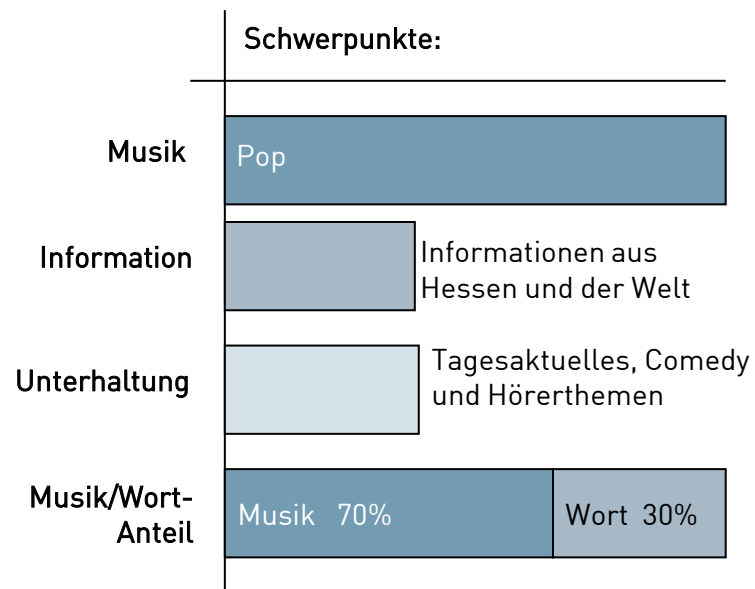 Schwerpunkte:
Musik
Pop
Information
Informationen aus
Hessen und der Welt
Unterhaltung
Tagesaktuelles, Comedy
und Hörerthemen
Musik/Wort-
Anteil
Musik 70%
Wort 30%